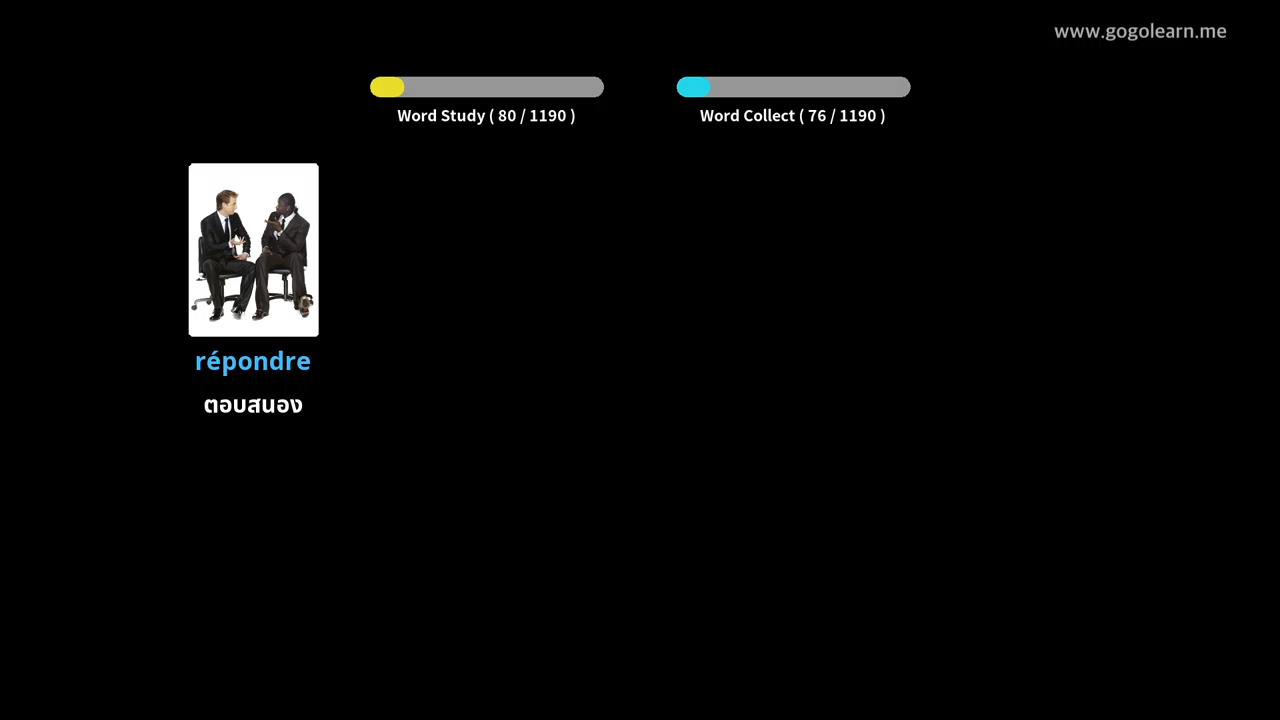 www.gogolearn.me
Word Study ( 80 / 1190 )
Word Collect ( 76 / 1190 )
répondre
ตอบสนอง